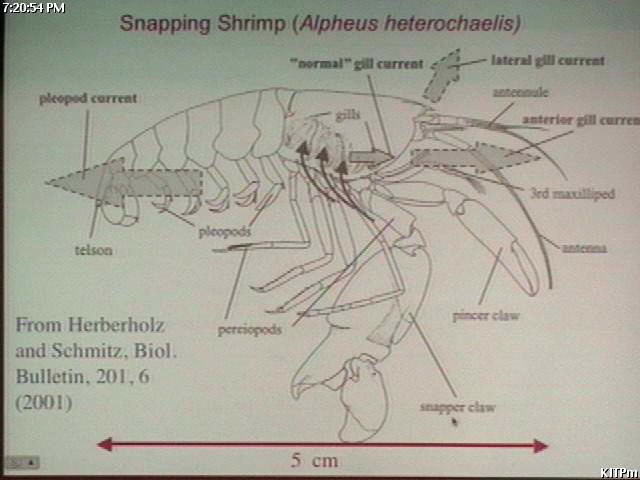 7:20:54 PM
Snapping Shrimp (Alpheus heterochaelis)
"normal" gill current
lateral gill current
pleopod current
antennule
gills
anterior gill curren
3rd maxilliped
pleopods
telson
antenna
pereiopods
pincer claw
From Herberholz
and Schmitz, Biol.
Bulletin, 201, 6
(2001)
snapper claw
5 cm
KITPm